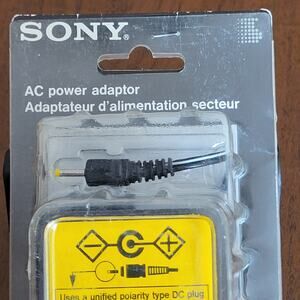 SONY
AC power adaptor
Adaptateur d'alimentation secteur
Uses a unified polarity type DC plug